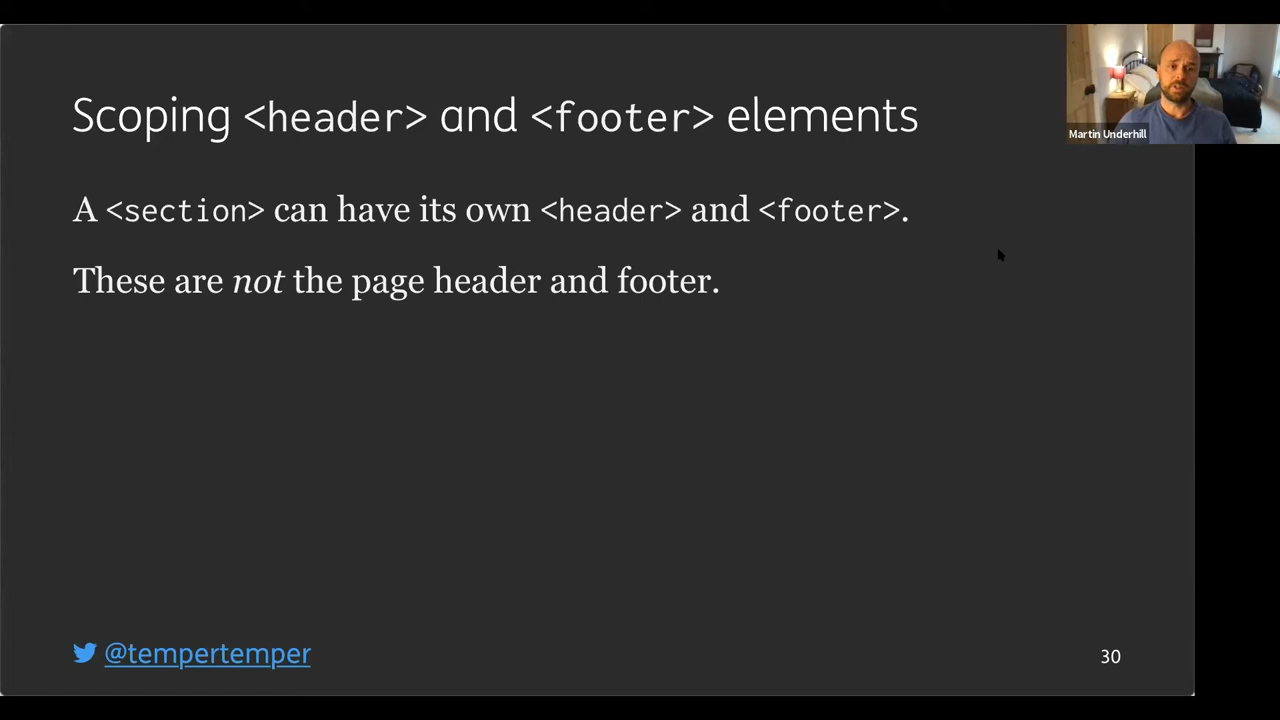 Scoping <header> and <footer> elements
Martin Underhill
A <section> can have its own <header> and <footer>.
These are not the page header and footer.
@tempertemper
30